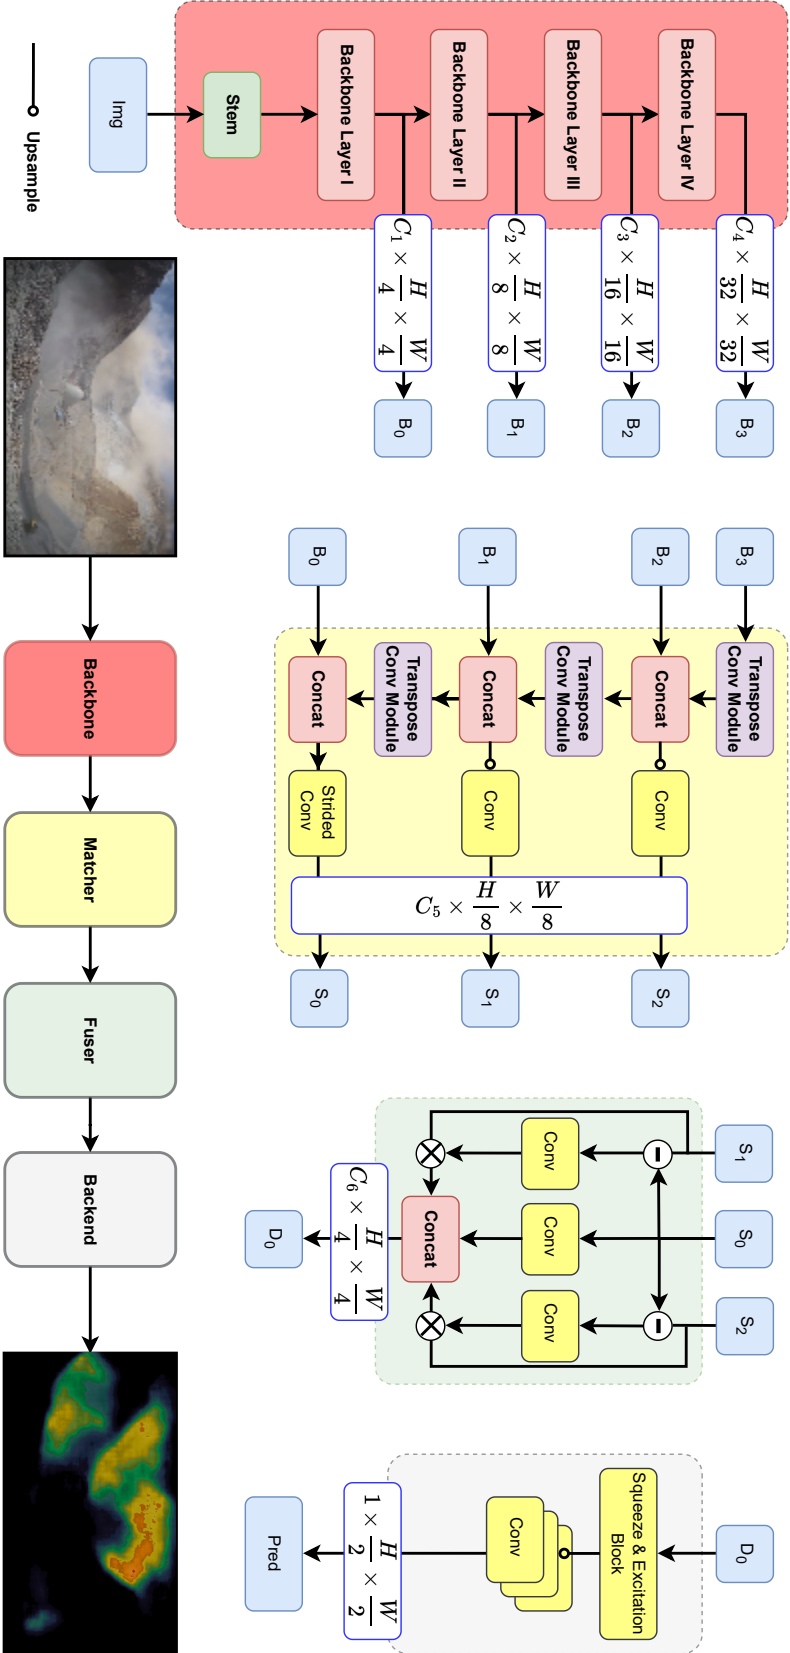 Img
Stem
Backbone Layer I
Backbone Layer II
Backbone Layer III
Backbone Layer IV
Upsample
C₁ × H/4 × W/4
C₂ × H/8 × W/8
C₃ × H/16 × W/16
C₄ × H/32 × W/32
B₀
B₁
B₂
B₃
B₀
B₁
B₂
B₃
Concat
Transpose
Conv Module
Concat
Transpose
Conv Module
Concat
Transpose
Conv Module
Strided
Conv
Conv
Conv
C₅ × H/8 × W/8
S₀
S₁
S₂
S₁
S₀
S₂
Conv
Conv
Conv
Concat
C₆ × H/4 × W/4
D₀
D₀
Squeeze & Excitation
Block
Conv
1 × H/2 × W/2
Pred
Backbone
Matcher
Fuser
Backend